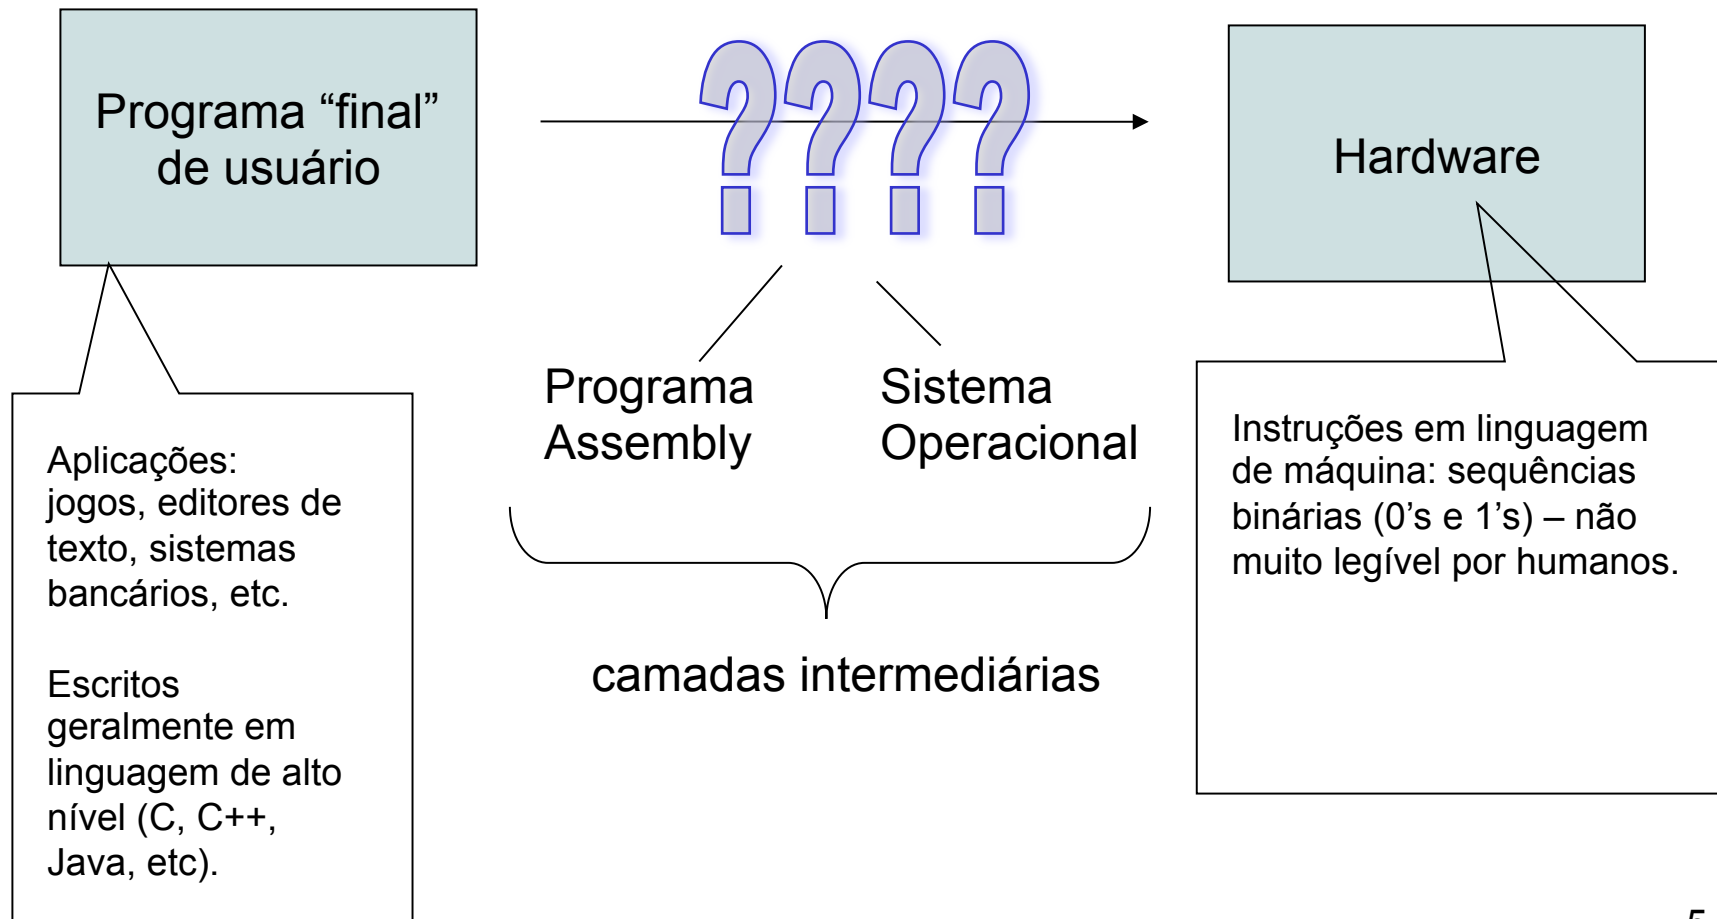 Programa “final”
de usuário
????
Hardware
Programa
Assembly
Sistema
Operacional
camadas intermediárias
Aplicações:
jogos, editores de
texto, sistemas
bancários, etc.
Escritos
geralmente em
linguagem de alto
nível (C, C++,
Java, etc).
Instruções em linguagem
de máquina: sequências
binárias (0’s e 1’s) – não
muito legível por humanos.
5